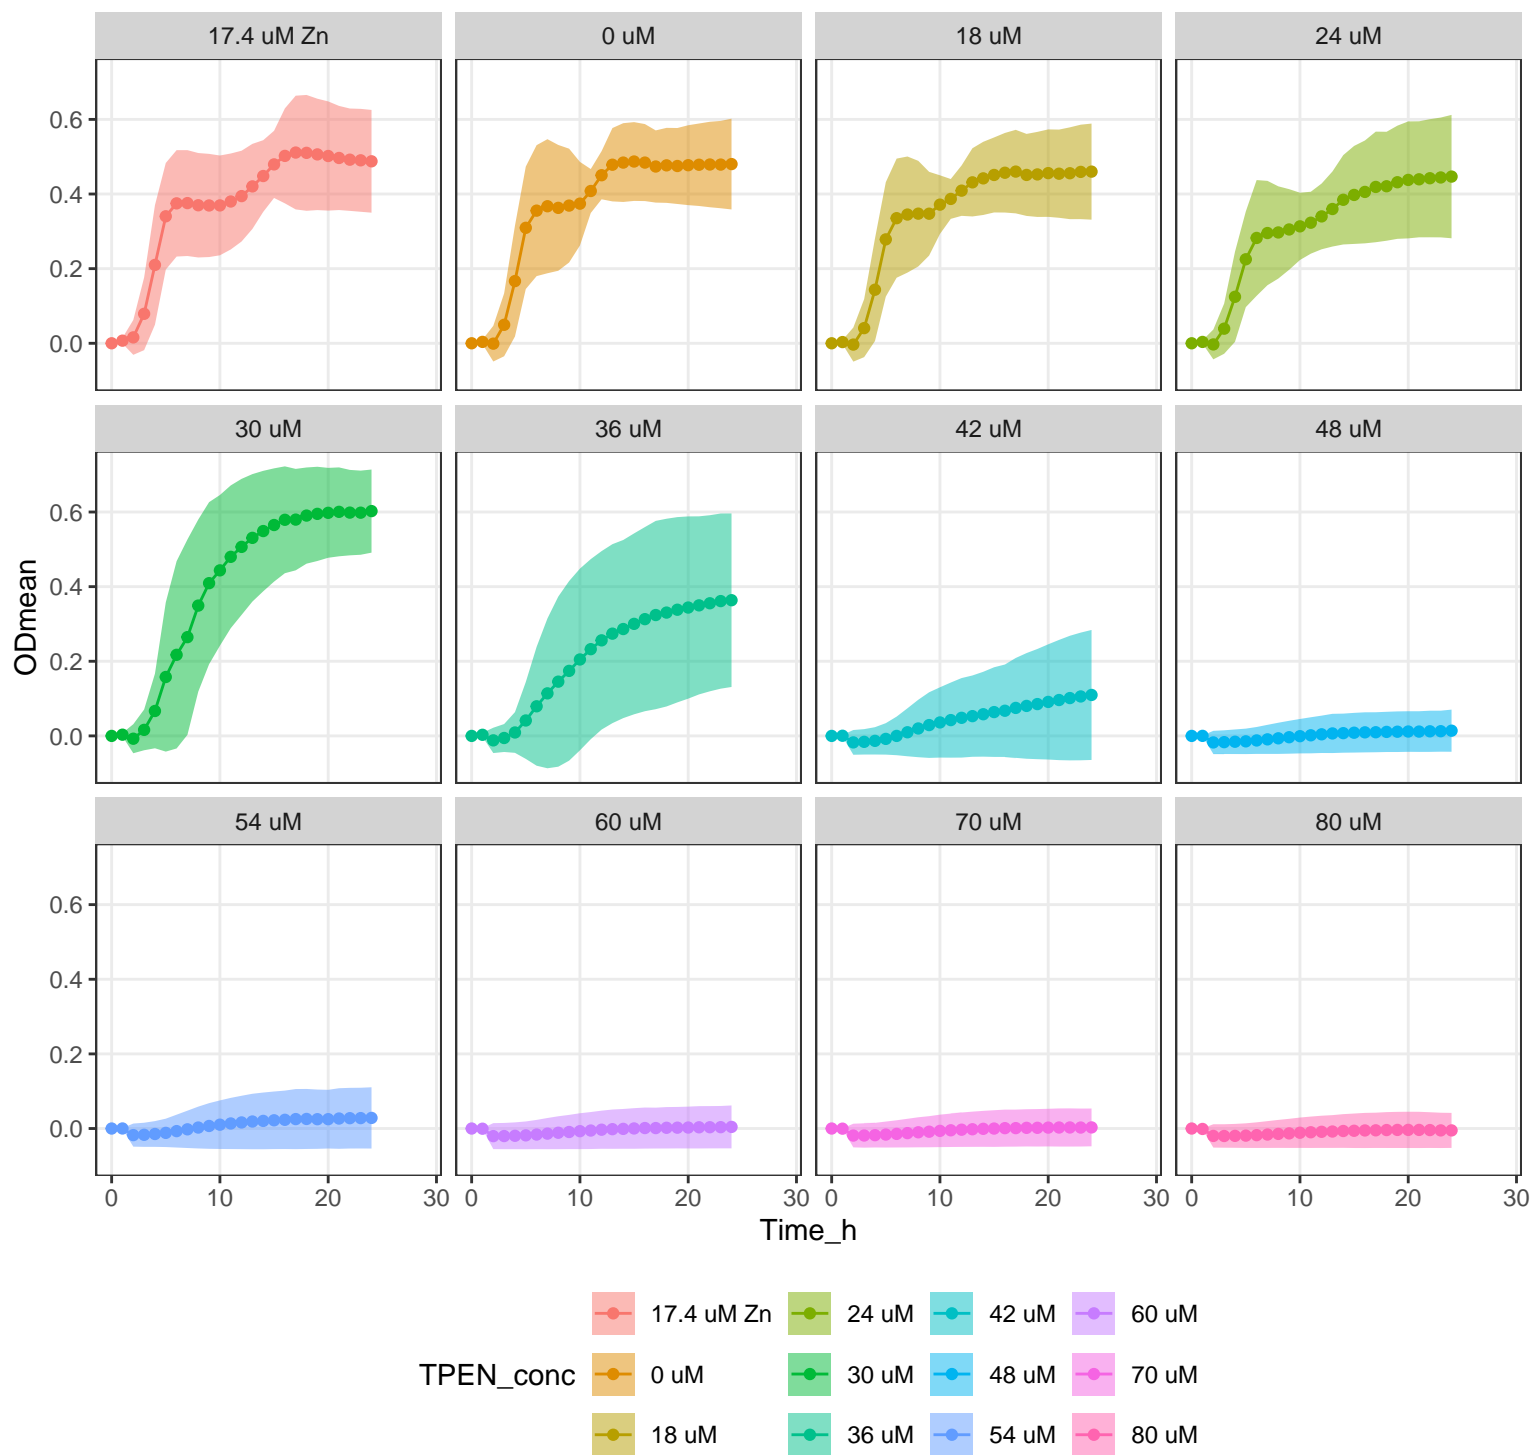 17.4 uM Zn 0 uM 18 uM 24 uM
0.6
0.4
0.2
0.0
30 uM 36 uM 42 uM 48 uM
0.6
0.4
0.2
0.0
54 uM 60 uM 70 uM 80 uM
0.6
0.4
0.2
0.0
ODmean
0 10 20 30 0 10 20 30 0 10 20 30 0 10 20 30
Time_h
TPEN_conc
17.4 uM Zn 24 uM 42 uM 60 uM
0 uM 30 uM 48 uM 70 uM
18 uM 36 uM 54 uM 80 uM